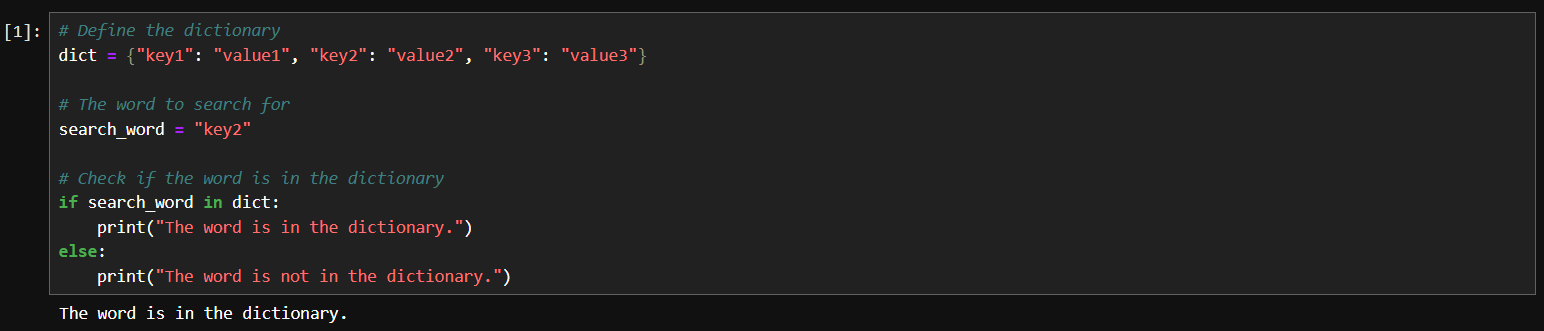 [1]:
# Define the dictionary
dict = {"key1": "value1", "key2": "value2", "key3": "value3"}

# The word to search for
search_word = "key2"

# Check if the word is in the dictionary
if search_word in dict:
    print("The word is in the dictionary.")
else:
    print("The word is not in the dictionary.")
The word is in the dictionary.